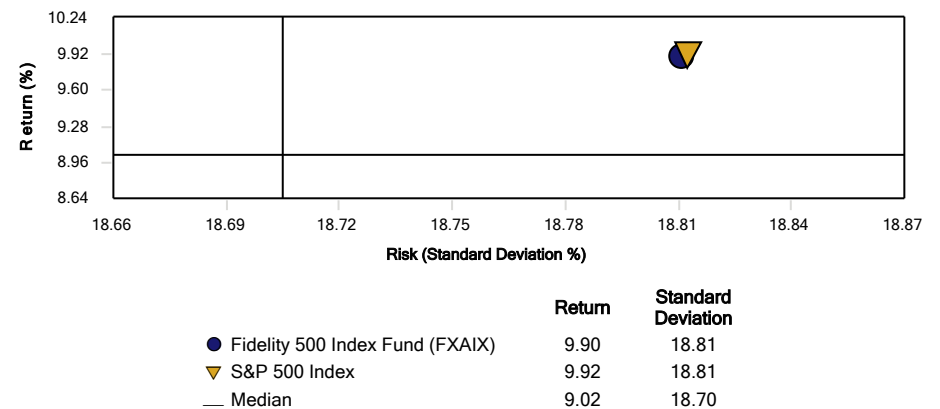 10.24
9.92
9.60
9.28
8.96
8.64
Return (%)
18.66 18.69 18.72 18.75 18.78 18.81 18.84 18.87
Risk (Standard Deviation %)
Return Standard Deviation
Fidelity 500 Index Fund (FXAIX) 9.90 18.81
S&P 500 Index 9.92 18.81
Median 9.02 18.70